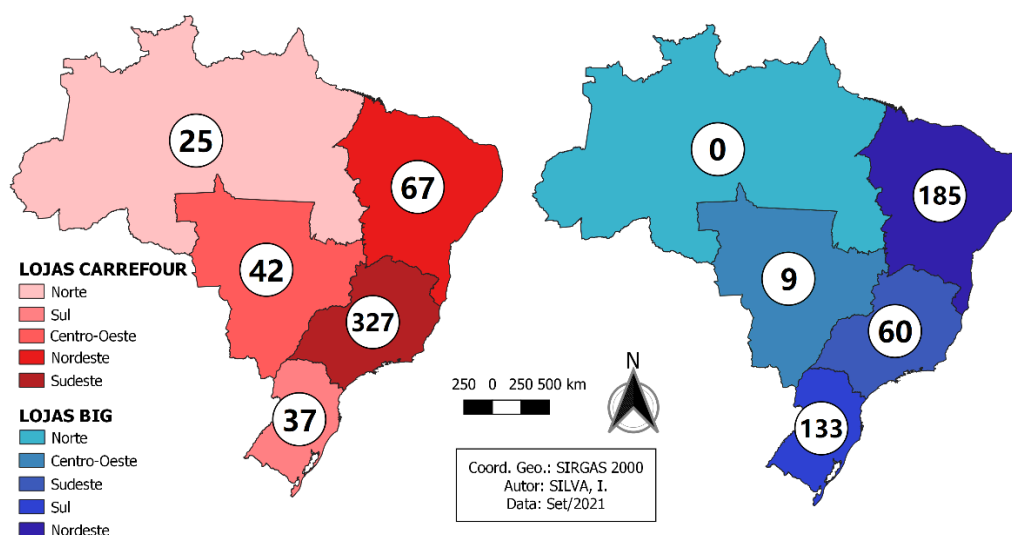 25
67
42
327
37
LOJAS CARREFOUR
Norte
Sul
Centro-Oeste
Nordeste
Sudeste
LOJAS BIG
Norte
Centro-Oeste
Sudeste
Sul
Nordeste
250 0 250 500 km
N
Coord. Geo.: SIRGAS 2000
Autor: SILVA, I.
Data: Set/2021
0
185
9
60
133